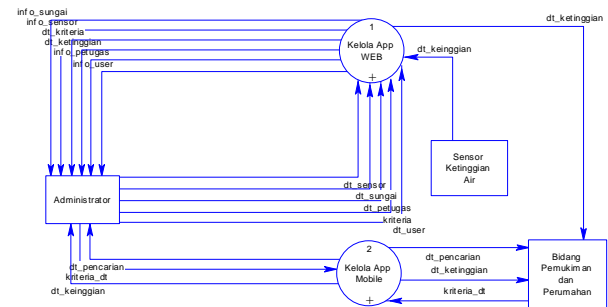 info_sungai
info_sensor
dt_kriteria
dt_ketinggian
info_petugas
info_user
1
Kelola App
WEB
+
dt_ketinggian
dt_keinggian
Sensor
Ketinggian
Air
Administrator
dt_sensor
dt_sungai
dt_petugas
kriteria
dt_user
dt_pencarian
kriteria_dt
dt_keinggian
2
Kelola App
Mobile
+
dt_pencarian
dt_ketinggian
kriteria_dt
Bidang
Pemukiman
dan
Perumahan